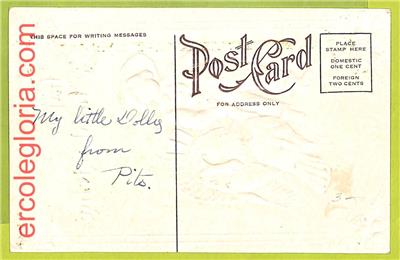 THIS SPACE FOR WRITING MESSAGES
Post Card
FOR ADDRESS ONLY
PLACE
STAMP HERE
DOMESTIC
ONE CENT
FOREIGN
TWO CENTS
My little Dolly
from
Pits.
3-
ercolegloria.com